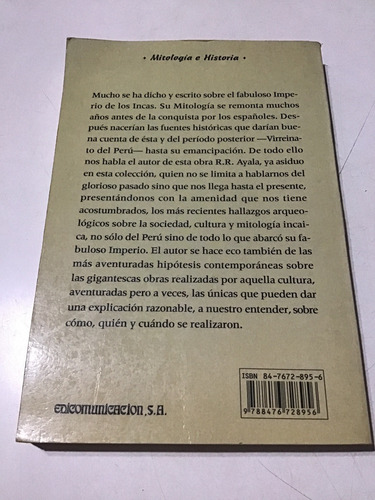 • Mitología e Historia •
Mucho se ha dicho y escrito sobre el fabuloso Impe-
rio de los Incas. Su Mitología se remonta muchos
años antes de la conquista por los españoles. Des-
pués nacerían las fuentes históricas que darían bue-
na cuenta de ésta y del período posterior —Virreina-
to del Perú— hasta su emancipación. De todo ello
nos habla el autor de esta obra R.R. Ayala, ya asiduo
en esta colección, quien no se limita a hablarnos del
glorioso pasado sino que nos llega hasta el presente,
presentándonos con la amenidad que nos tiene
acostumbrados, los más recientes hallazgos arqueo-
lógicos sobre la sociedad, cultura y mitología incai-
ca, no sólo del Perú sino de todo lo que abarcó su fa-
buloso Imperio. El autor se hace eco también de las
más aventuradas hipótesis contemporáneas sobre
las gigantescas obras realizadas por aquella cultura,
aventuradas pero a veces, las únicas que pueden dar
una explicación razonable, a nuestro entender, sobre
cómo, quién y cuándo se realizaron.
ISBN 84-7672-895-6
9 788476 728956
EDICOMUNICACION, S.A.